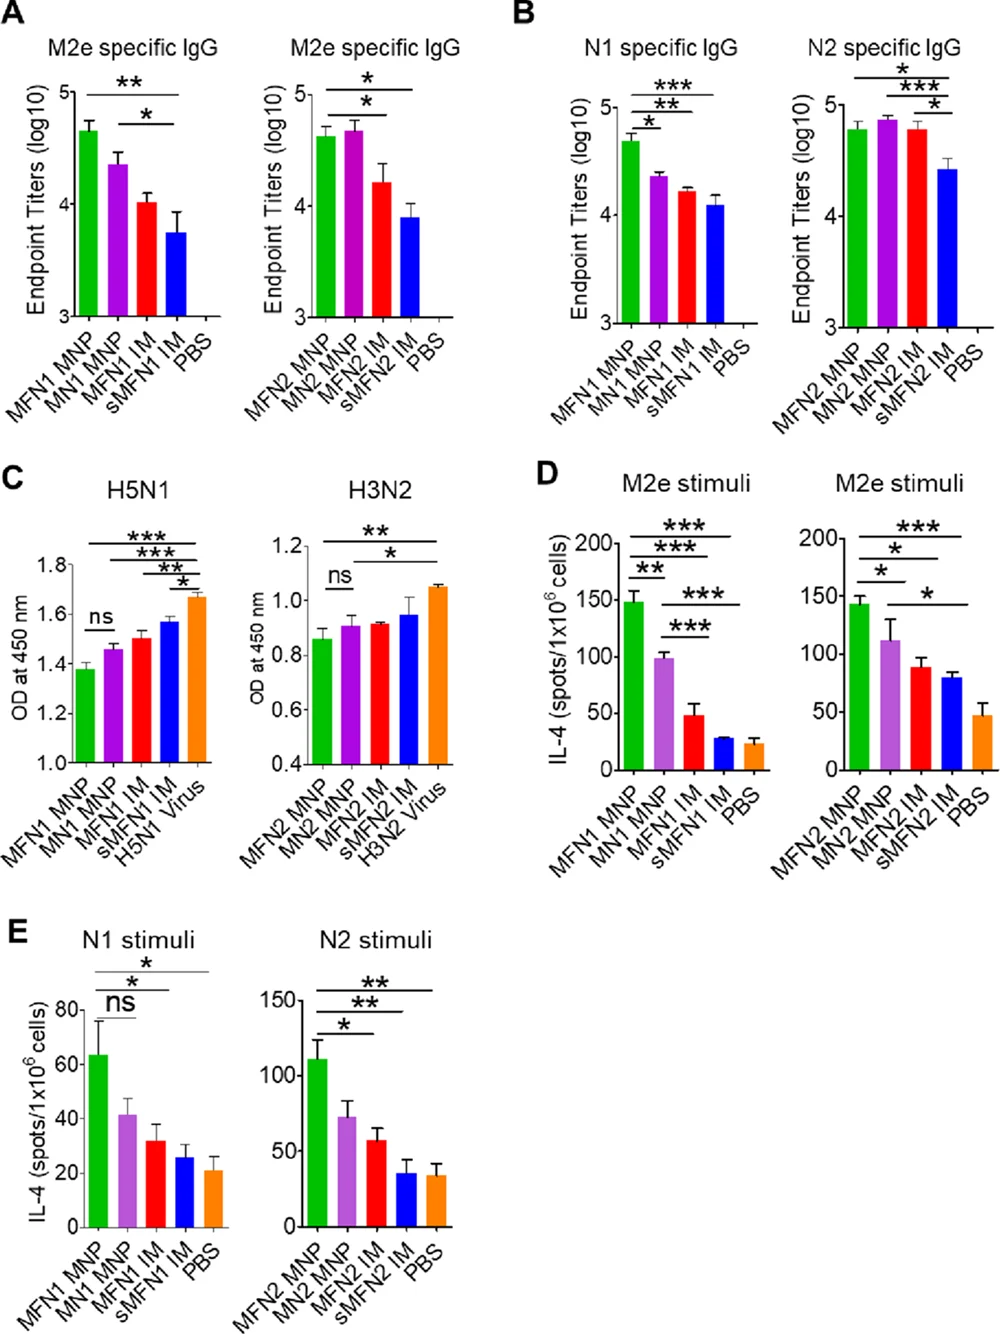 A
M2e specific IgG
M2e specific IgG
Endpoint Titers (log10)
5
4
3
**
*
MFN1 MNP
MN1 MNP
MFN1 IM
sMFN1 IM
PBS
Endpoint Titers (log10)
5
4
3
*
*
MFN2 MNP
MN2 MNP
MFN2 IM
sMFN2 IM
PBS
B
N1 specific IgG
N2 specific IgG
Endpoint Titers (log10)
5
4
3
***
**
*
MFN1 MNP
MN1 MNP
MFN1 IM
sMFN1 IM
PBS
Endpoint Titers (log10)
5
4
3
*
***
*
MFN2 MNP
MN2 MNP
MFN2 IM
sMFN2 IM
PBS
C
H5N1
H3N2
OD at 450 nm
1.8
1.6
1.4
1.2
1.0
***
***
**
*
ns
MFN1 MNP
MN1 MNP
MFN1 IM
sMFN1 IM
H5N1 Virus
OD at 450 nm
1.2
1.0
0.8
0.6
0.4
**
*
ns
MFN2 MNP
MN2 MNP
MFN2 IM
sMFN2 IM
H3N2 Virus
D
M2e stimuli
M2e stimuli
IL-4 (spots/1x10⁶ cells)
200
150
100
50
0
***
***
**
***
***
MFN1 MNP
MN1 MNP
MFN1 IM
sMFN1 IM
PBS
200
150
100
50
0
***
*
*
*
MFN2 MNP
MN2 MNP
MFN2 IM
sMFN2 IM
PBS
E
N1 stimuli
N2 stimuli
IL-4 (spots/1x10⁶ cells)
80
60
40
20
0
*
*
ns
MFN1 MNP
MN1 MNP
MFN1 IM
sMFN1 IM
PBS
150
100
50
0
**
**
*
MFN2 MNP
MN2 MNP
MFN2 IM
sMFN2 IM
PBS